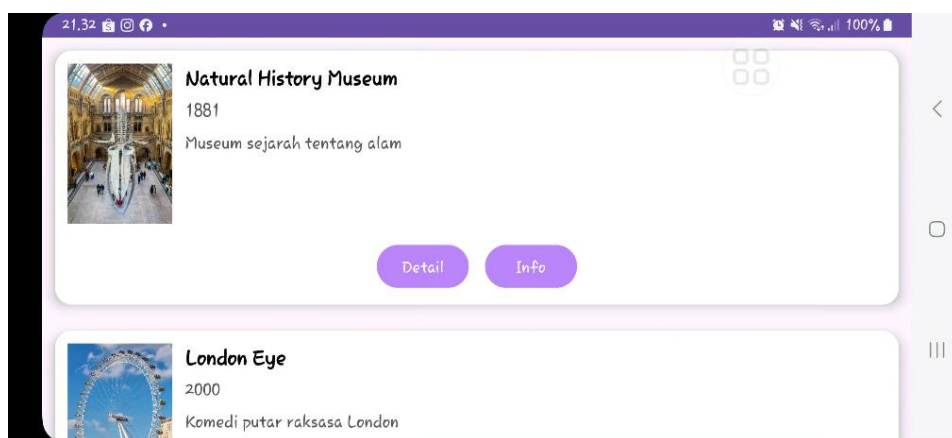 21.32
100%
Natural History Museum
1881
Museum sejarah tentang alam
Detail
Info
London Eye
2000
Komedi putar raksasa London